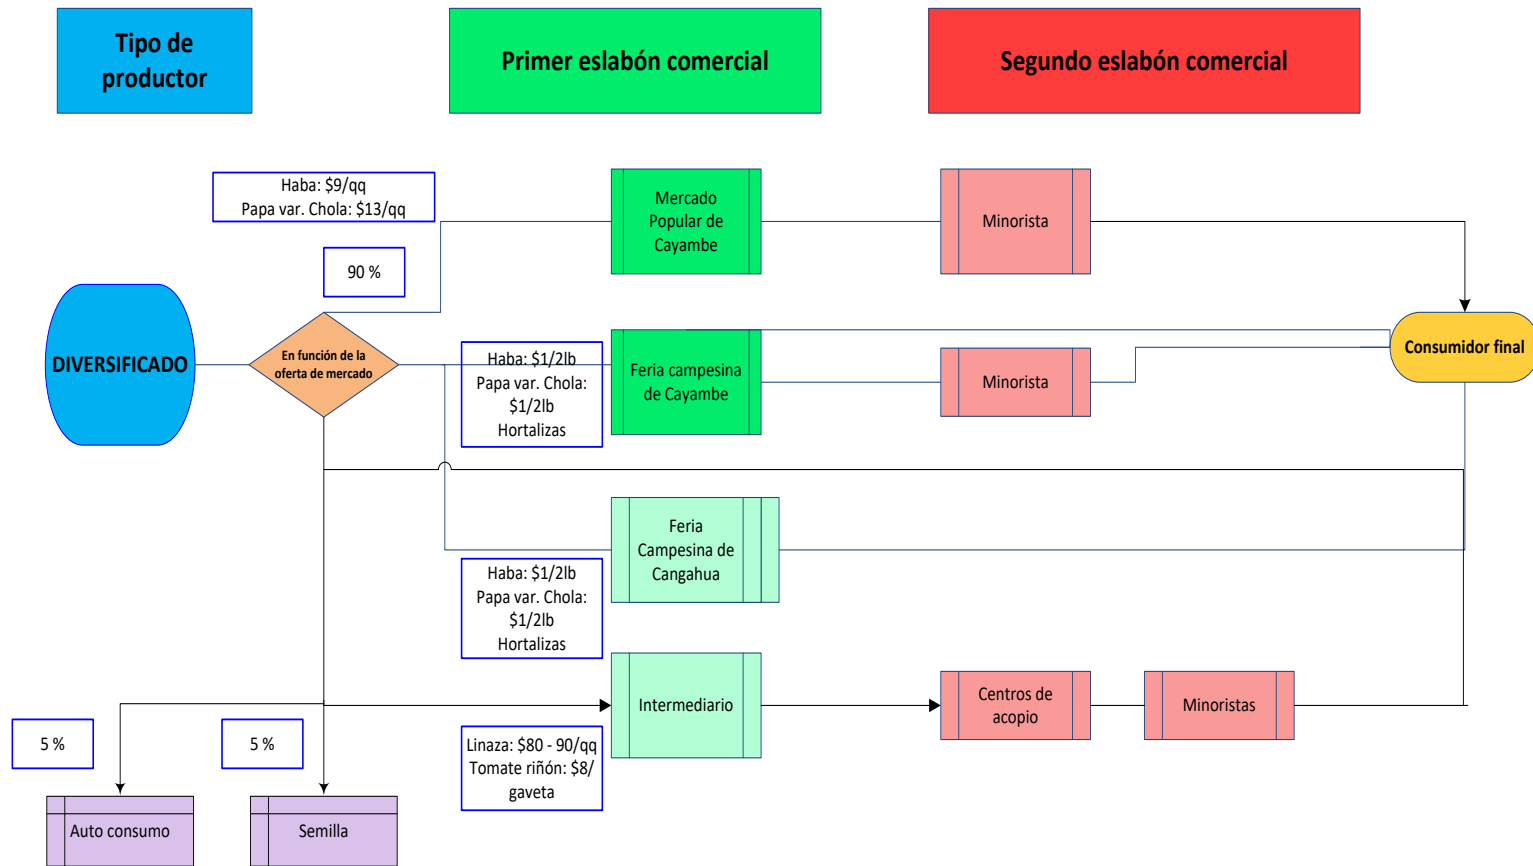 Tipo de
productor
Primer eslabón comercial
Segundo eslabón comercial
Haba: $9/qq
Papa var. Chola: $13/qq
Mercado
Popular de
Cayambe
Minorista
90 %
DIVERSIFICADO
En función de la
oferta de mercado
Haba: $1/2lb
Papa var. Chola:
$1/2lb
Hortalizas
Feria campesina
de Cayambe
Minorista
Consumidor final
Feria
Campesina de
Cangahua
Haba: $1/2lb
Papa var. Chola:
$1/2lb
Hortalizas
Intermediario
Centros de
acopio
Minoristas
5 %
5 %
Linaza: $80 - 90/qq
Tomate riñón: $8/
gaveta
Auto consumo
Semilla